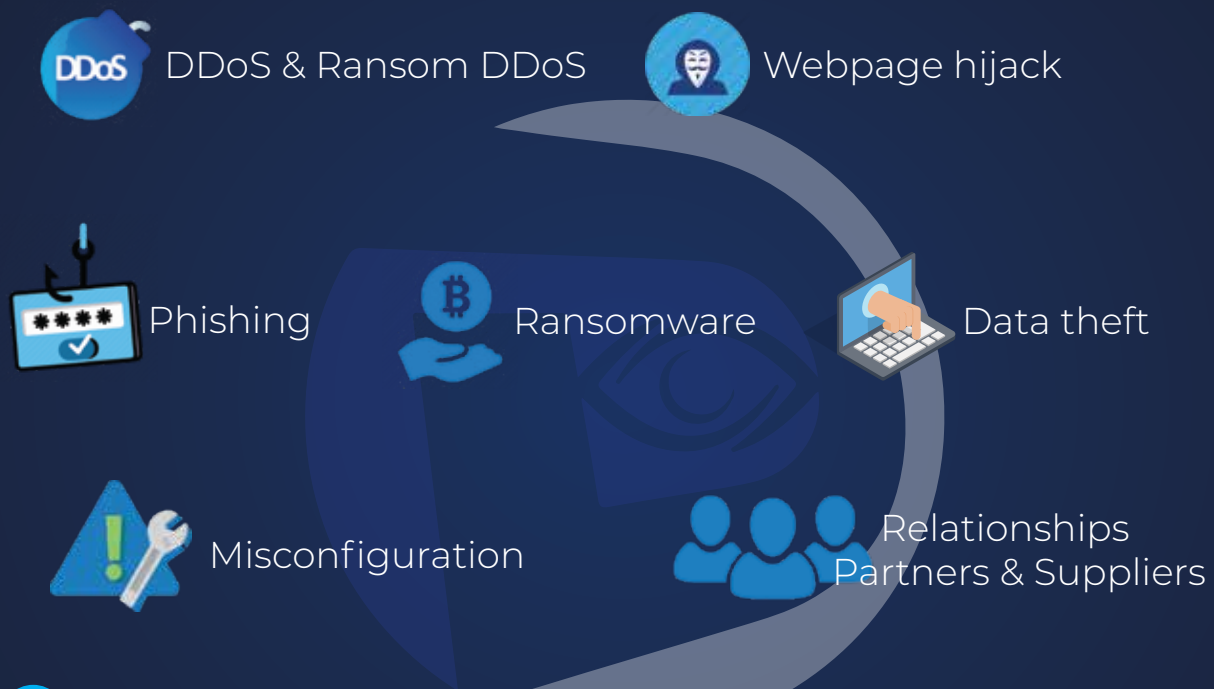 DDoS
DDoS & Ransom DDoS
Webpage hijack
****
Phishing
Ransomware
Data theft
Misconfiguration
Relationships
Partners & Suppliers